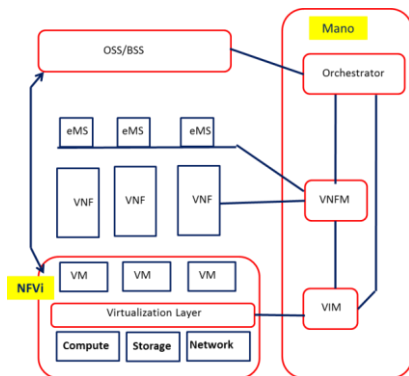 Mano
OSS/BSS
Orchestrator
eMS
eMS
eMS
VNF
VNF
VNF
VNFM
NFVi
VM
VM
VM
Virtualization Layer
VIM
Compute
Storage
Network